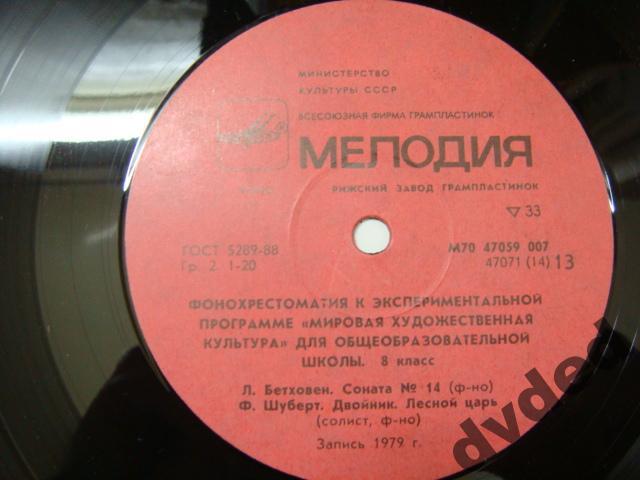 МИНИСТЕРСТВО
КУЛЬТУРЫ СССР
ВСЕСОЮЗНАЯ ФИРМА ГРАМПЛАСТИНОК
МЕЛОДИЯ
РИЖСКИЙ ЗАВОД ГРАМПЛАСТИНОК
▽ 33
ГОСТ 5289-88
Гр. 2. 1-20
М70 47059 007
47071 (14) 13
ФОНОХРЕСТОМАТИЯ К ЭКСПЕРИМЕНТАЛЬНОЙ
ПРОГРАММЕ «МИРОВАЯ ХУДОЖЕСТВЕННАЯ
КУЛЬТУРА» ДЛЯ ОБЩЕОБРАЗОВАТЕЛЬНОЙ
ШКОЛЫ. 8 класс
Л. Бетховен. Соната № 14 (ф-но)
Ф. Шуберт. Двойник. Лесной царь
(солист, ф-но)
Запись 1979 г.
dvded